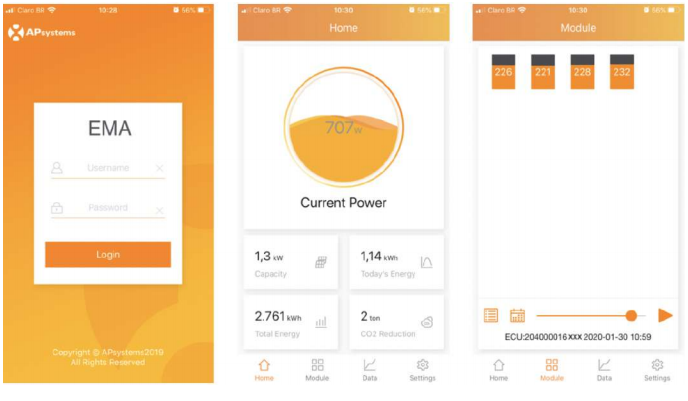 Claro BR 10:28 56%
APsystems
EMA
Username
Password
Login
Copyright © APsystems2019
All Rights Reserved
Claro BR 10:30 56%
Home
707W
Current Power
1,3 kW
Capacity
1,14 kWh
Today's Energy
2.761 kWh
Total Energy
2 ton
CO2 Reduction
Home Module Data Settings
Claro BR 10:30 56%
Module
226 221 228 232
ECU:204000016xxx 2020-01-30 10:59
Home Module Data Settings